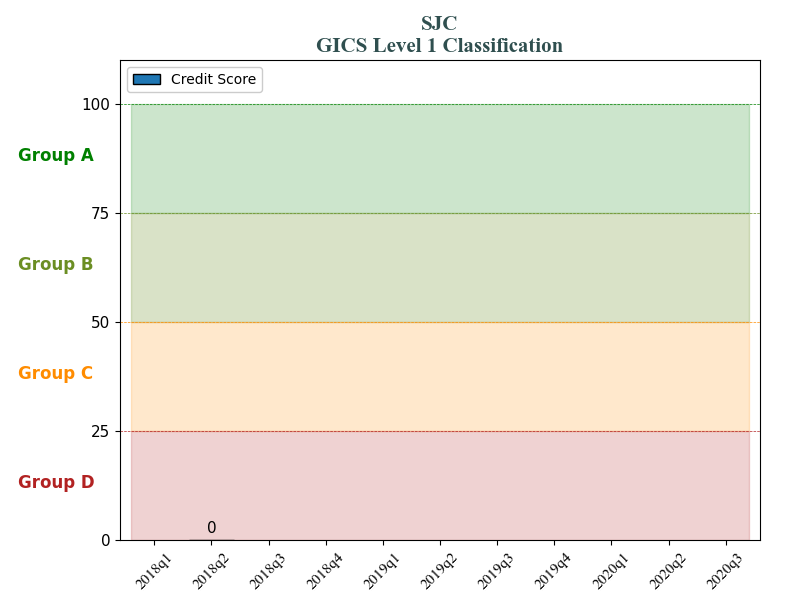 SJC
GICS Level 1 Classification
Credit Score
100
Group A
75
Group B
50
Group C
25
Group D
0
0
2018q1
2018q2
2018q3
2018q4
2019q1
2019q2
2019q3
2019q4
2020q1
2020q2
2020q3